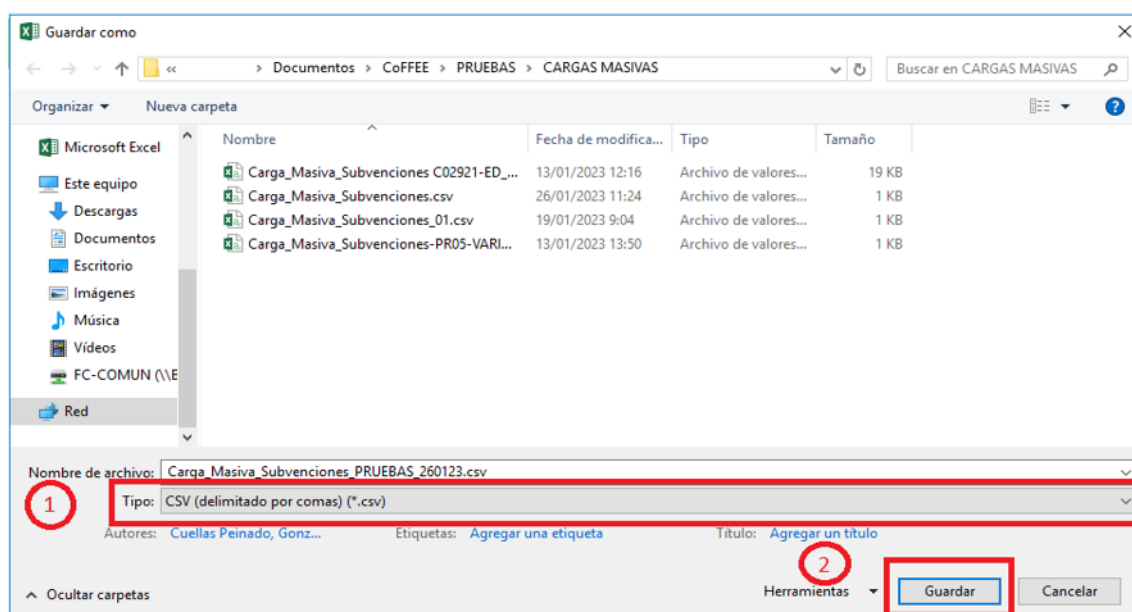 Guardar como
« > Documentos > CoFFEE > PRUEBAS > CARGAS MASIVAS
Buscar en CARGAS MASIVAS
Organizar Nueva carpeta
Nombre Fecha de modifica... Tipo Tamaño
Microsoft Excel
Este equipo
Descargas
Documentos
Escritorio
Imágenes
Música
Vídeos
FC-COMUN (\\E
Red
Carga_Masiva_Subvenciones C02921-ED_... 13/01/2023 12:16 Archivo de valores... 19 KB
Carga_Masiva_Subvenciones.csv 26/01/2023 11:24 Archivo de valores... 1 KB
Carga_Masiva_Subvenciones_01.csv 19/01/2023 9:04 Archivo de valores... 1 KB
Carga_Masiva_Subvenciones-PR05-VARI... 13/01/2023 13:50 Archivo de valores... 1 KB
Nombre de archivo: Carga_Masiva_Subvenciones_PRUEBAS_260123.csv
1
Tipo: CSV (delimitado por comas) (*.csv)
Autores: Cuellas Peinado, Gonz... Etiquetas: Agregar una etiqueta Título: Agregar un título
2
Ocultar carpetas Herramientas Guardar Cancelar